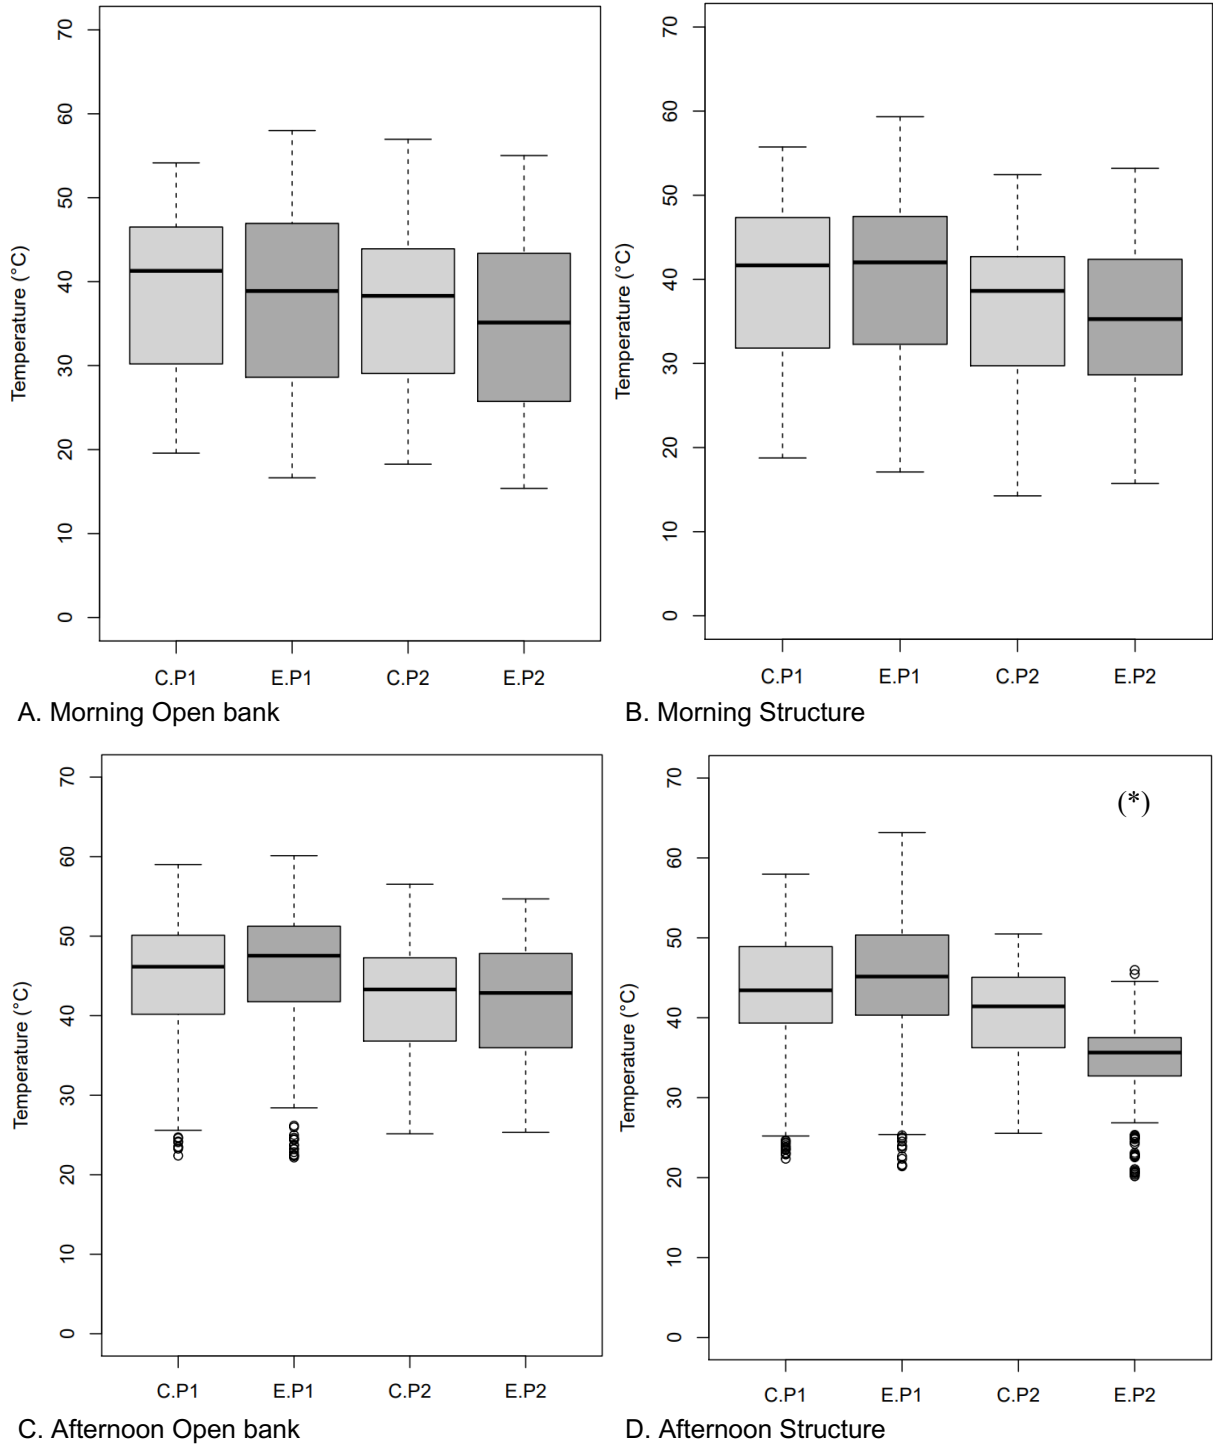 70
60
50
40
30
20
10
0
Temperature (°C)
C.P1 E.P1 C.P2 E.P2
A. Morning Open bank
70
60
50
40
30
20
10
0
Temperature (°C)
C.P1 E.P1 C.P2 E.P2
B. Morning Structure
70
60
50
40
30
20
10
0
Temperature (°C)
C.P1 E.P1 C.P2 E.P2
C. Afternoon Open bank
(*)
70
60
50
40
30
20
10
0
Temperature (°C)
C.P1 E.P1 C.P2 E.P2
D. Afternoon Structure